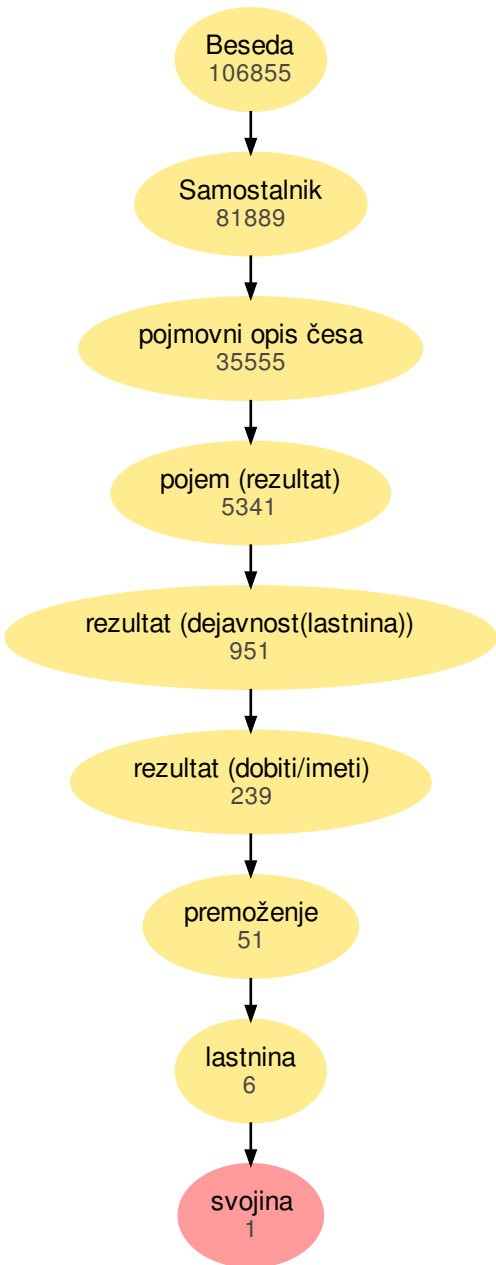 Beseda
106855
Samostalnik
81889
pojmovni opis česa
35555
pojem (rezultat)
5341
rezultat (dejavnost(lastnina))
951
rezultat (dobiti/imeti)
239
premoženje
51
lastnina
6
svojina
1